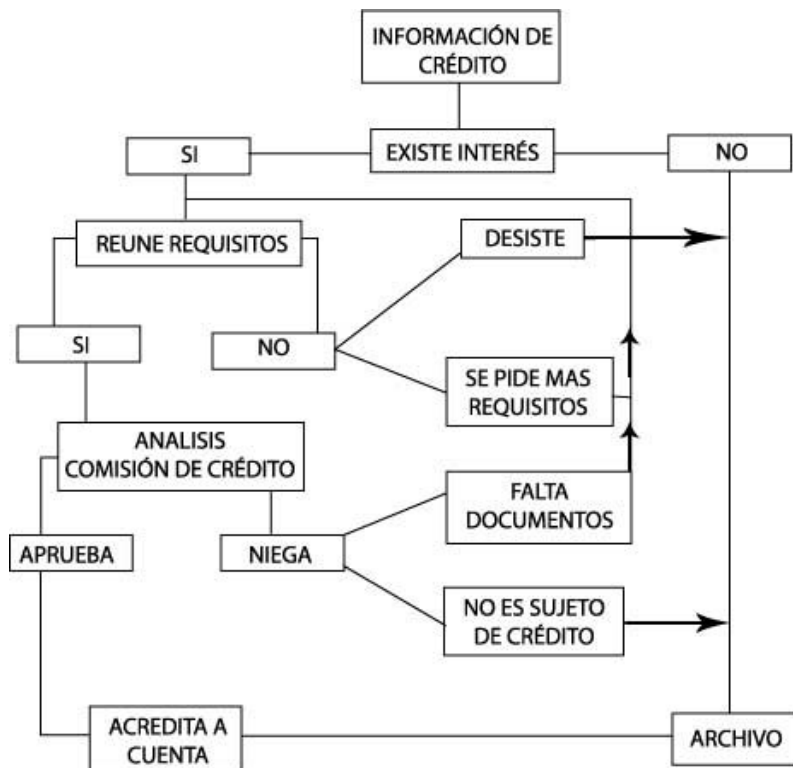 INFORMACIÓN DE
CRÉDITO
SI
EXISTE INTERÉS
NO
REUNE REQUISITOS
DESISTE
SI
NO
SE PIDE MAS
REQUISITOS
ANALISIS
COMISIÓN DE CRÉDITO
FALTA
DOCUMENTOS
APRUEBA
NIEGA
NO ES SUJETO
DE CRÉDITO
ACREDITA A
CUENTA
ARCHIVO